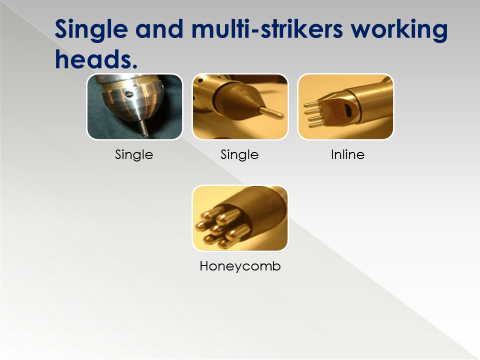 Single and multi-strikers working
heads.
Single
Single
Inline
Honeycomb